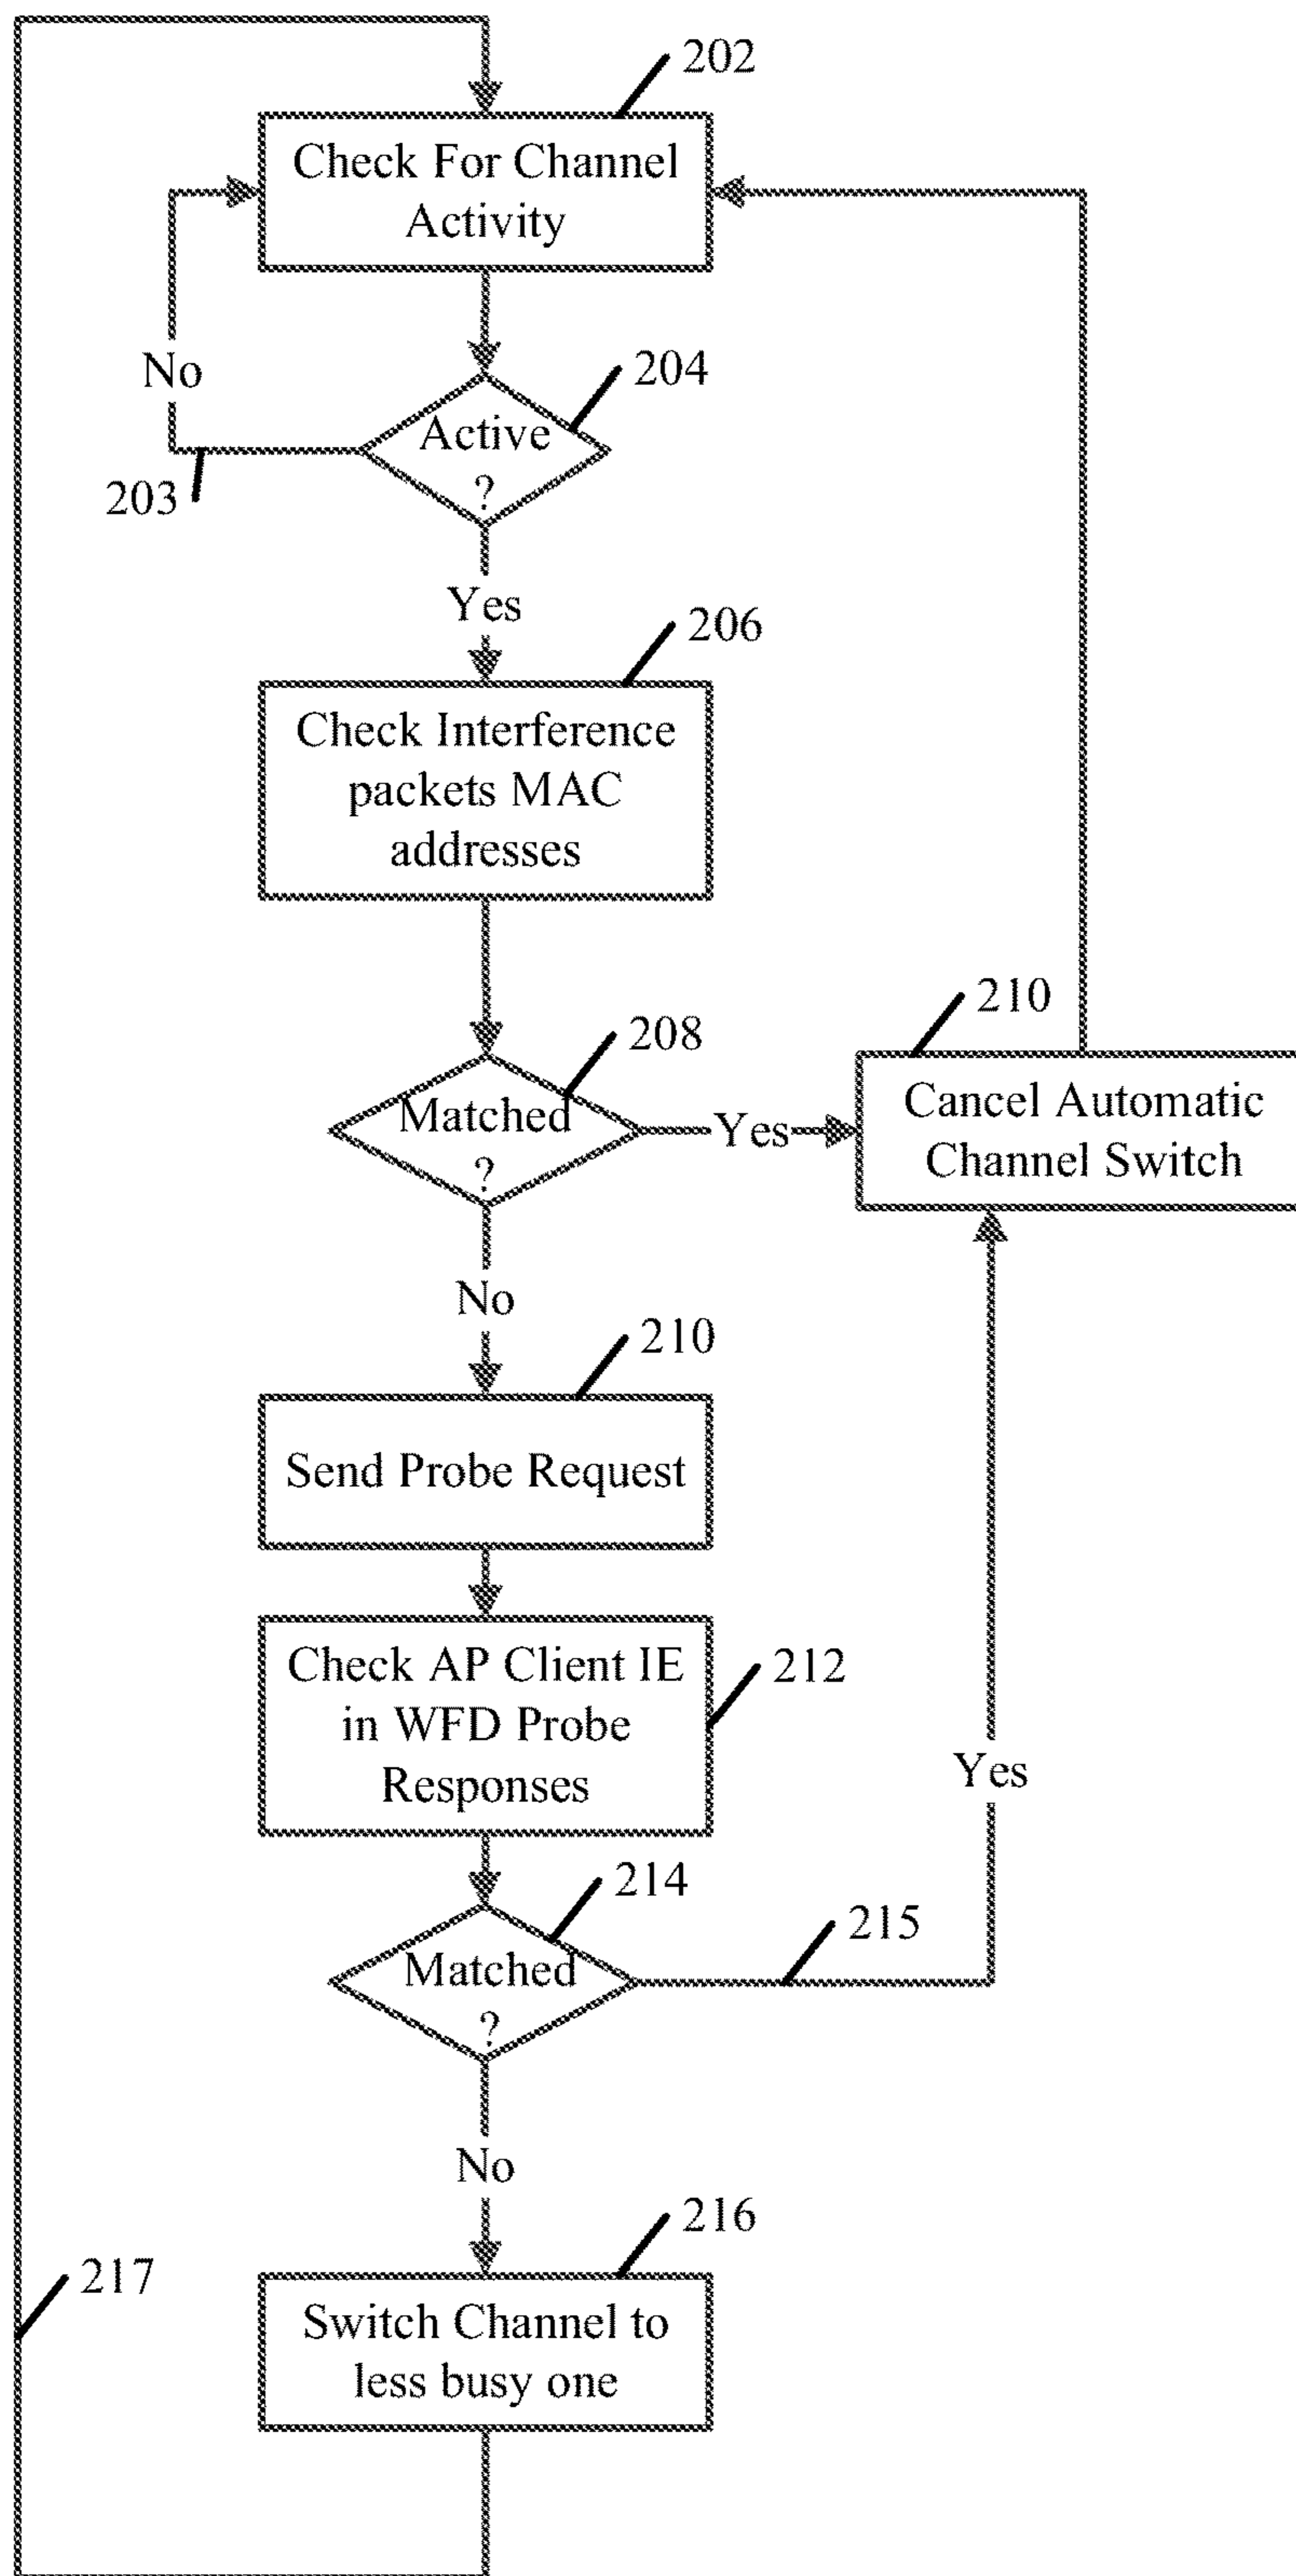 202
Check For Channel
Activity
No
204
Active
?
203
Yes
206
Check Interference
packets MAC
addresses
210
208
Matched
?
Yes
Cancel Automatic
Channel Switch
No
210
Send Probe Request
Check AP Client IE
in WFD Probe
Responses
212
Yes
214
215
Matched
?
No
216
217
Switch Channel to
less busy one